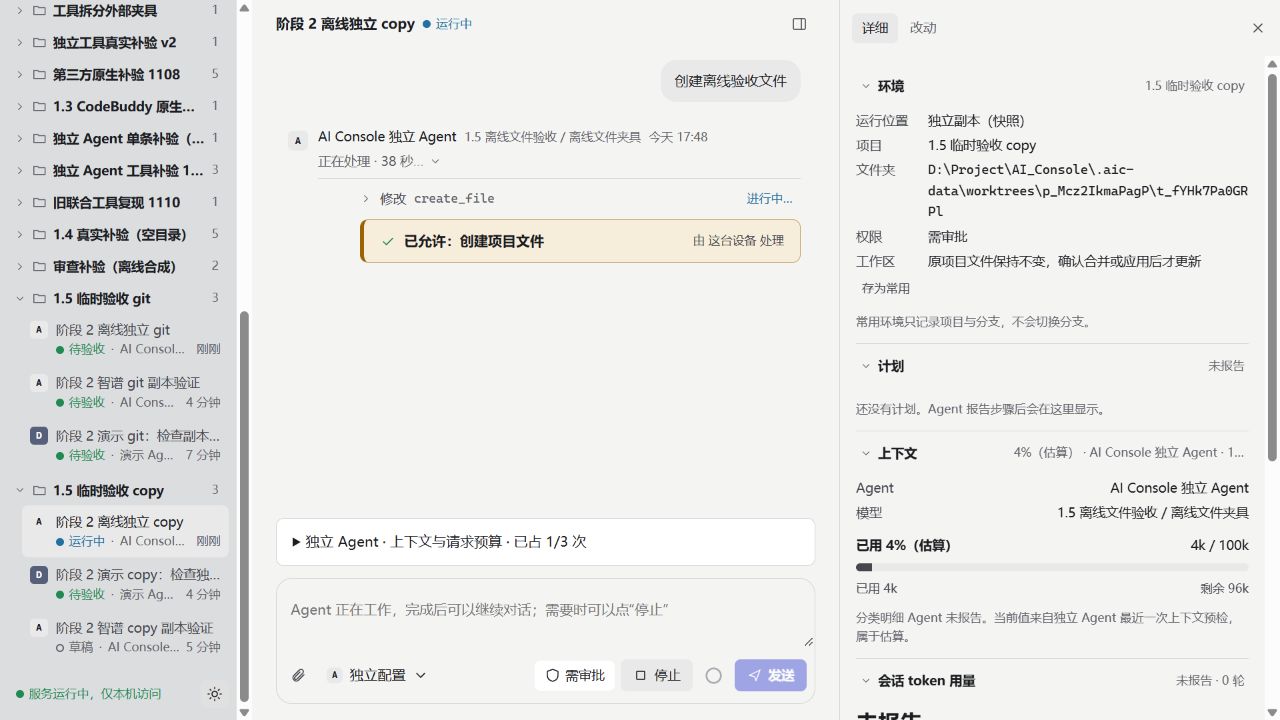 工具拆分外部夹具 1
独立工具真实补验 v2 1
第三方原生补验 1108 5
1.3 CodeBuddy 原生... 1
独立 Agent 单条补验（... 1
独立 Agent 工具补验 1... 3
旧联合工具复现 1110 1
1.4 真实补验（空目录） 5
审查补验（离线合成） 2
1.5 临时验收 git 3
A 阶段 2 离线独立 git
待验收 · AI Consol... 刚刚
A 阶段 2 智谱 git 副本验证
待验收 · AI Cons... 4 分钟
D 阶段 2 演示 git：检查副本...
待验收 · 演示 Ag... 7 分钟
1.5 临时验收 copy 3
A 阶段 2 离线独立 copy
运行中 · AI Consol... 刚刚
D 阶段 2 演示 copy：检查独...
待验收 · 演示 Ag... 4 分钟
A 阶段 2 智谱 copy 副本验证
草稿 · AI Console... 5 分钟
服务运行中，仅本机访问
阶段 2 离线独立 copy 运行中
创建离线验收文件
A AI Console 独立 Agent 1.5 离线文件验收 / 离线文件夹具 今天 17:48
正在处理 · 38 秒...
修改 create_file 进行中...
已允许：创建项目文件 由 这台设备 处理
独立 Agent · 上下文与请求预算 · 已占 1/3 次
Agent 正在工作，完成后可以继续对话；需要时可以点“停止”
A 独立配置 需审批 停止 发送
详细 改动
环境 1.5 临时验收 copy
运行位置 独立副本（快照）
项目 1.5 临时验收 copy
文件夹 D:\Project\AI_Console\.aic-
data\worktrees\p_Mcz2IkmaPagP\t_fYHk7Pa0GR
Pl
权限 需审批
工作区 原项目文件保持不变，确认合并或应用后才更新
存为常用
常用环境只记录项目与分支，不会切换分支。
计划 未报告
还没有计划。Agent 报告步骤后会在这里显示。
上下文 4%（估算） · AI Console 独立 Agent · 1...
Agent AI Console 独立 Agent
模型 1.5 离线文件验收 / 离线文件夹具
已用 4%（估算） 4k / 100k
已用 4k 剩余 96k
分类明细 Agent 未报告。当前值来自独立 Agent 最近一次上下文预检，
属于估算。
会话 token 用量 未报告 · 0 轮
未报告